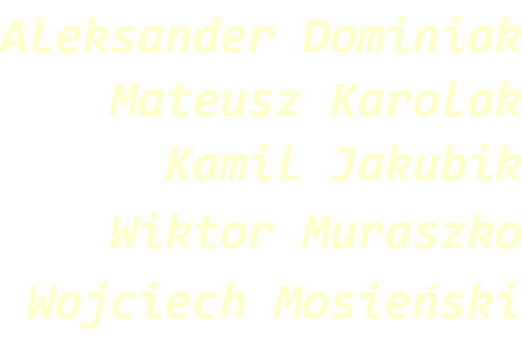 Aleksander Dominiak
Mateusz Karolak
Kamil Jakubik
Wiktor Muraszko
Wojciech Mosieński